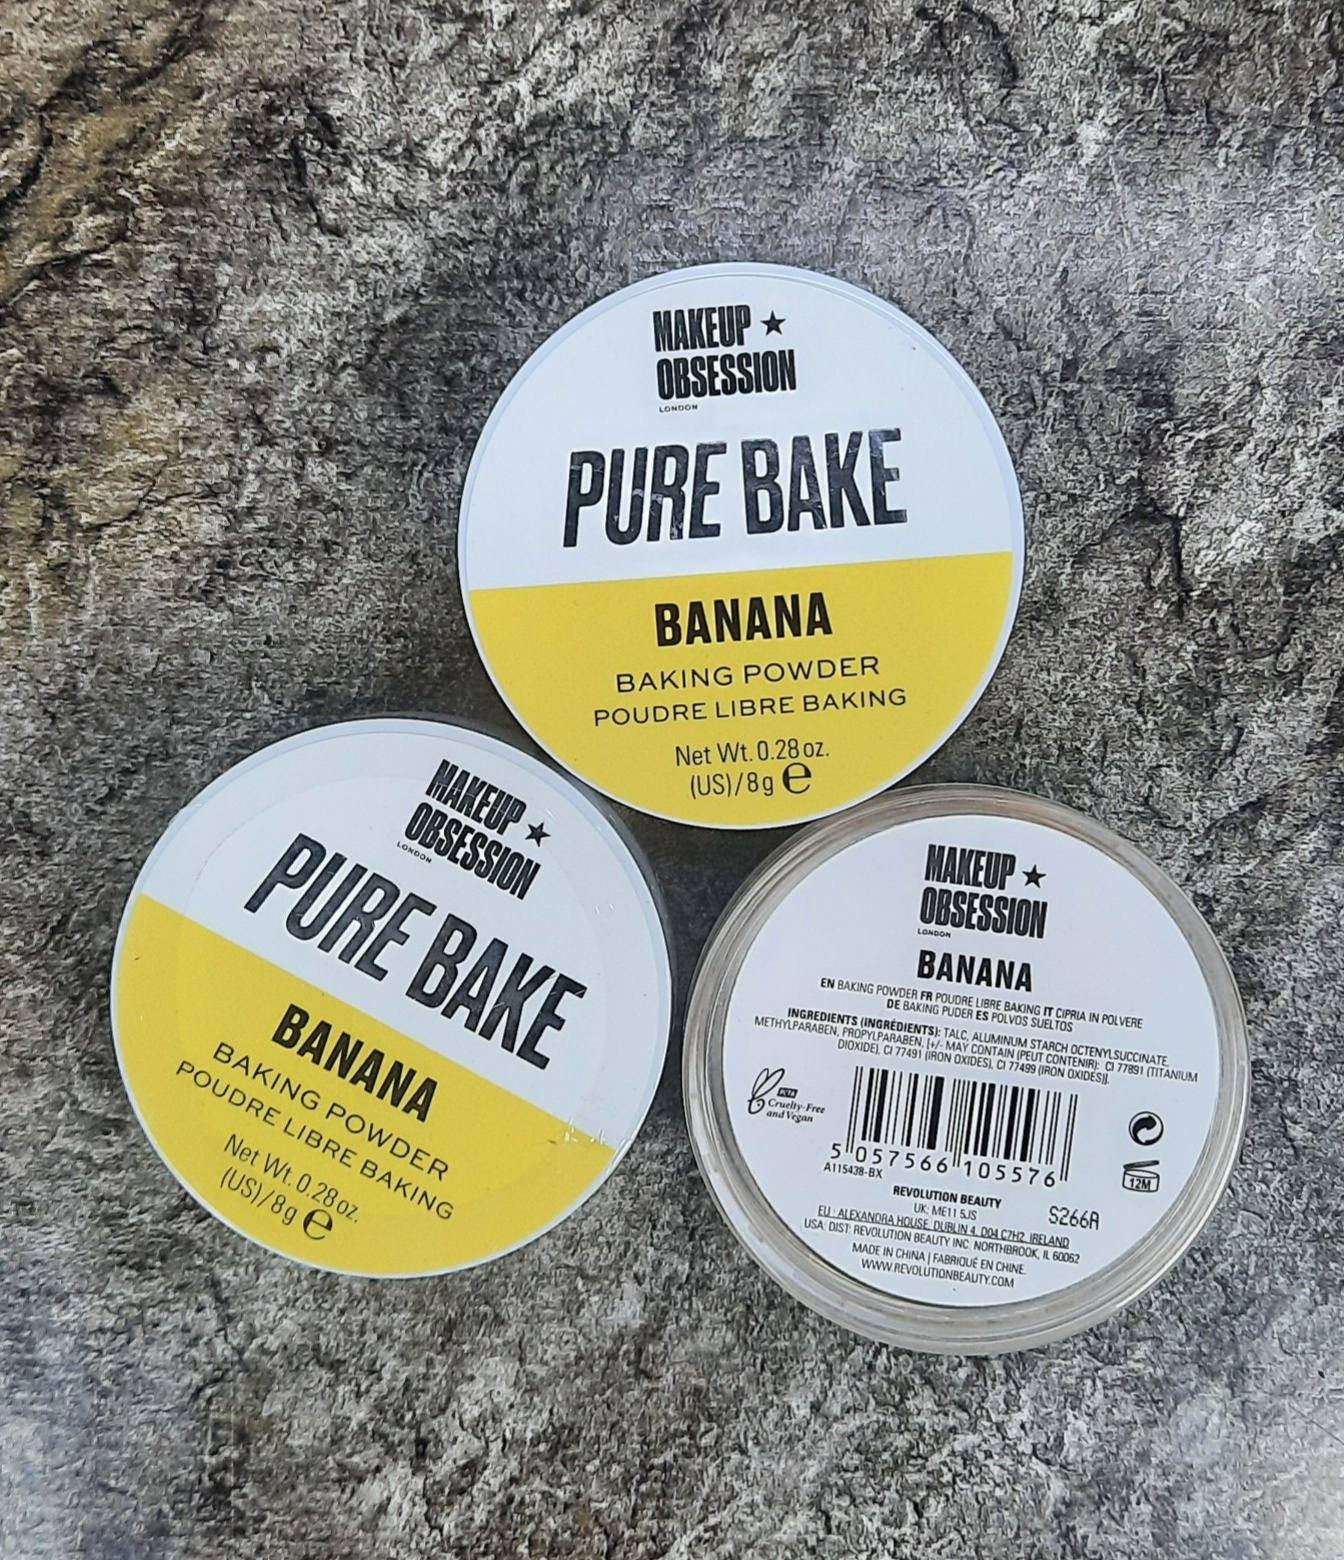 MAKEUP ★
OBSESSION
LONDON
PURE BAKE
BANANA
BAKING POWDER
POUDRE LIBRE BAKING
Net Wt. 0.28 oz.
(US)/8 g ℮
MAKEUP ★
OBSESSION
LONDON
PURE BAKE
BANANA
BAKING POWDER
POUDRE LIBRE BAKING
Net Wt. 0.28 oz.
(US)/8g ℮
MAKEUP ★
OBSESSION
LONDON
BANANA
EN BAKING POWDER FR POUDRE LIBRE BAKING IT CIPRIA IN POLVERE
DE BAKING PUDER ES POLVOS SUELTOS
INGREDIENTS (INGRÉDIENTS): TALC, ALUMINUM STARCH OCTENYLSUCCINATE,
METHYLPARABEN, PROPYLPARABEN, [+/- MAY CONTAIN (PEUT CONTENIR): CI 77891 (TITANIUM
DIOXIDE), CI 77491 (IRON OXIDES), CI 77499 (IRON OXIDES)].
PETA
Cruelty-Free
and Vegan
5 057566 105576
A115438-BX
12M
REVOLUTION BEAUTY
UK: ME11 5JS
S266A
EU : ALEXANDRA HOUSE, DUBLIN 4, D04 C7H2, IRELAND
USA: DIST: REVOLUTION BEAUTY INC. NORTHBROOK, IL 60062
MADE IN CHINA | FABRIQUÉ EN CHINE.
WWW.REVOLUTIONBEAUTY.COM